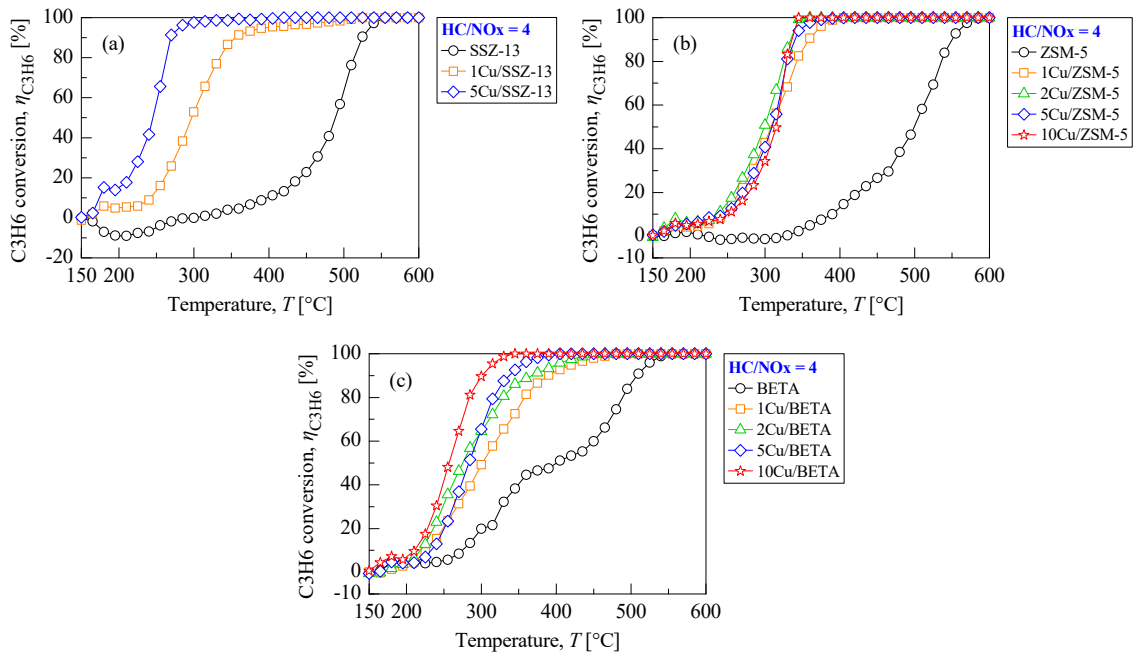 C3H6 conversion, ηC3H6 [%]
100
80
60
40
20
0
-10
(a)
150 200 300 400 500 600
Temperature, T [°C]
HC/NOx = 4
SSZ-13
1Cu/SSZ-13
5Cu/SSZ-13
C3H6 conversion, ηC3H6 [%]
100
80
60
40
20
0
-10
(b)
150 200 300 400 500 600
Temperature, T [°C]
HC/NOx = 4
ZSM-5
1Cu/ZSM-5
2Cu/ZSM-5
5Cu/ZSM-5
10Cu/ZSM-5
C3H6 conversion, ηC3H6 [%]
100
80
60
40
20
0
-10
(c)
150 200 300 400 500 600
Temperature, T [°C]
HC/NOx = 4
BETA
1Cu/BETA
2Cu/BETA
5Cu/BETA
10Cu/BETA